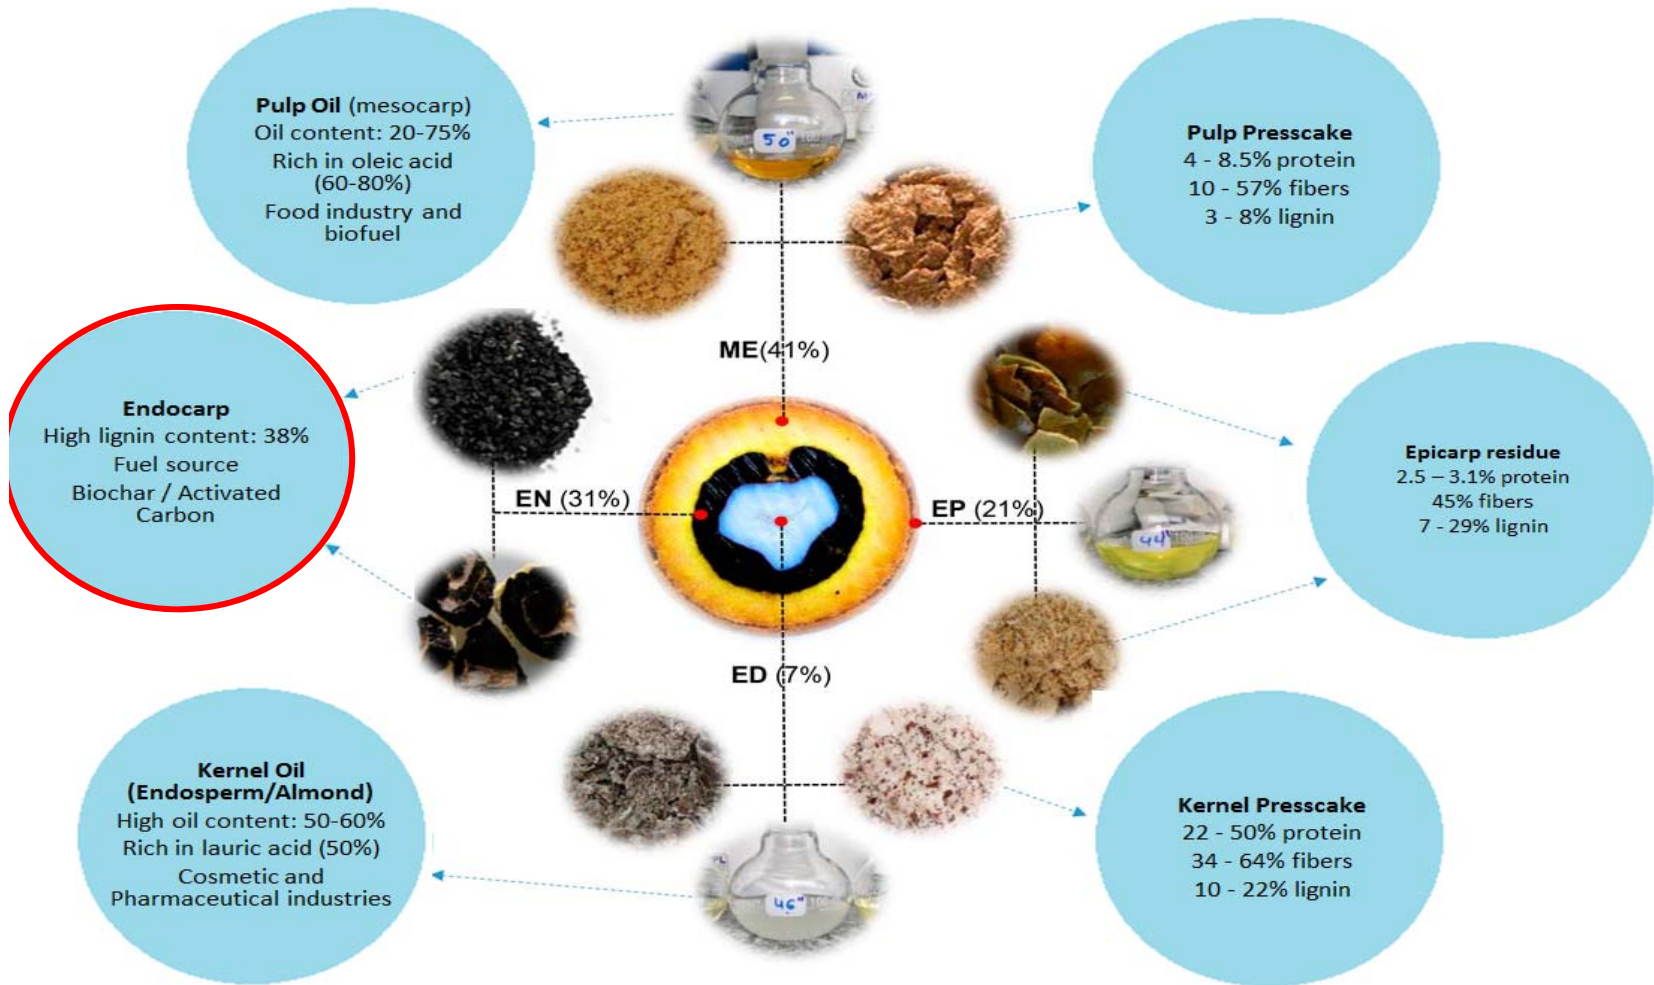 Pulp Oil (mesocarp)
Oil content: 20-75%
Rich in oleic acid
(60-80%)
Food industry and
biofuel
50"
Pulp Presscake
4 - 8.5% protein
10 - 57% fibers
3 - 8% lignin
ME(41%)
Endocarp
High lignin content: 38%
Fuel source
Biochar / Activated
Carbon
EN (31%)
EP (21%)
44"
Epicarp residue
2.5 – 3.1% protein
45% fibers
7 - 29% lignin
ED (7%)
Kernel Oil
(Endosperm/Almond)
High oil content: 50-60%
Rich in lauric acid (50%)
Cosmetic and
Pharmaceutical industries
46"
Kernel Presscake
22 - 50% protein
34 - 64% fibers
10 - 22% lignin